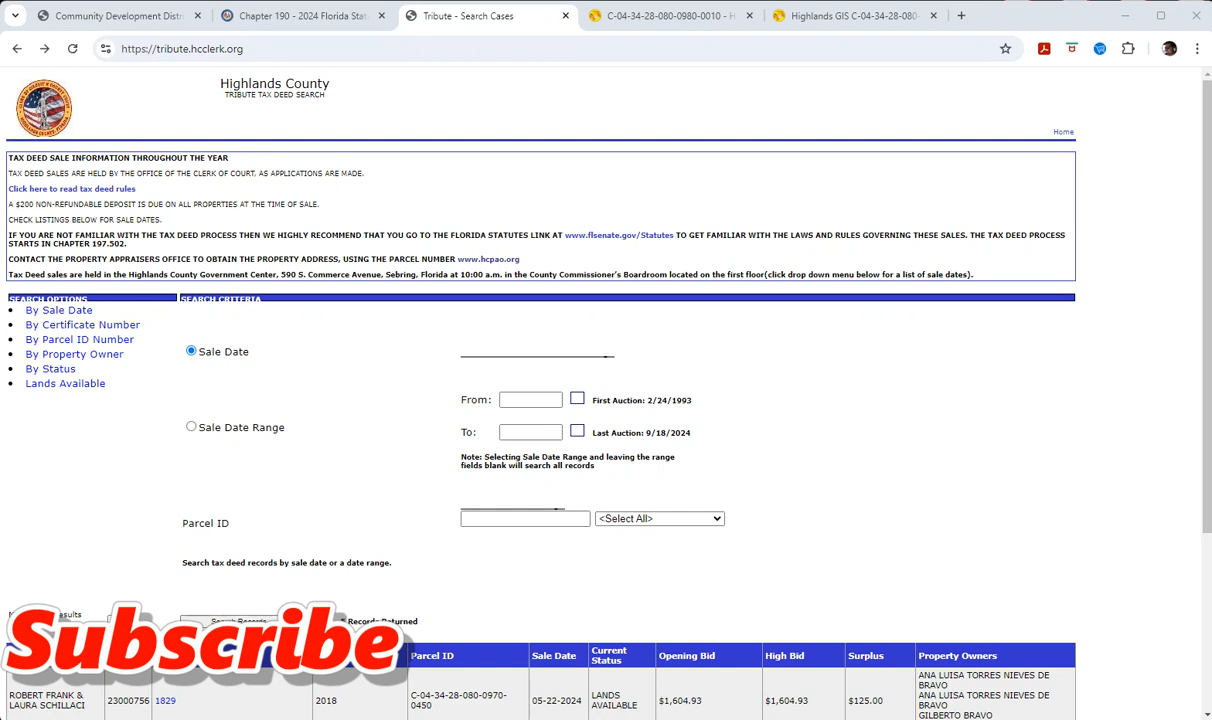 Community Development Distri
Chapter 190 - 2024 Florida Stat
Tribute - Search Cases
C-04-34-28-080-0980-0010 - H
Highlands GIS C-04-34-28-080-
https://tribute.hcclerk.org
Highlands County
TRIBUTE TAX DEED SEARCH
Home
TAX DEED SALE INFORMATION THROUGHOUT THE YEAR
TAX DEED SALES ARE HELD BY THE OFFICE OF THE CLERK OF COURT, AS APPLICATIONS ARE MADE.
Click here to read tax deed rules
A $200 NON-REFUNDABLE DEPOSIT IS DUE ON ALL PROPERTIES AT THE TIME OF SALE.
CHECK LISTINGS BELOW FOR SALE DATES.
IF YOU ARE NOT FAMILIAR WITH THE TAX DEED PROCESS THEN WE HIGHLY RECOMMEND THAT YOU GO TO THE FLORIDA STATUTES LINK AT www.flsenate.gov/Statutes TO GET FAMILIAR WITH THE LAWS AND RULES GOVERNING THESE SALES. THE TAX DEED PROCESS
STARTS IN CHAPTER 197.502.
CONTACT THE PROPERTY APPRAISERS OFFICE TO OBTAIN THE PROPERTY ADDRESS, USING THE PARCEL NUMBER www.hcpao.org
Tax Deed sales are held in the Highlands County Government Center, 590 S. Commerce Avenue, Sebring, Florida at 10:00 a.m. in the County Commissioner's Boardroom located on the first floor(click drop down menu below for a list of sale dates).
SEARCH OPTIONS
SEARCH CRITERIA
By Sale Date
By Certificate Number
By Parcel ID Number
By Property Owner
By Status
Lands Available
Sale Date
From:
First Auction: 2/24/1993
Sale Date Range
To:
Last Auction: 9/18/2024
Note: Selecting Sale Date Range and leaving the range
fields blank will search all records
Parcel ID
<Select All>
Search tax deed records by sale date or a date range.
Search Records
Records Returned
Subscribe
Parcel ID
Sale Date
Current
Status
Opening Bid
High Bid
Surplus
Property Owners
ROBERT FRANK &
LAURA SCHILLACI
23000756
1829
2018
C-04-34-28-080-0970-
0450
05-22-2024
LANDS
AVAILABLE
$1,604.93
$1,604.93
$125.00
ANA LUISA TORRES NIEVES DE
BRAVO
ANA LUISA TORRES NIEVES DE
BRAVO
GILBERTO BRAVO